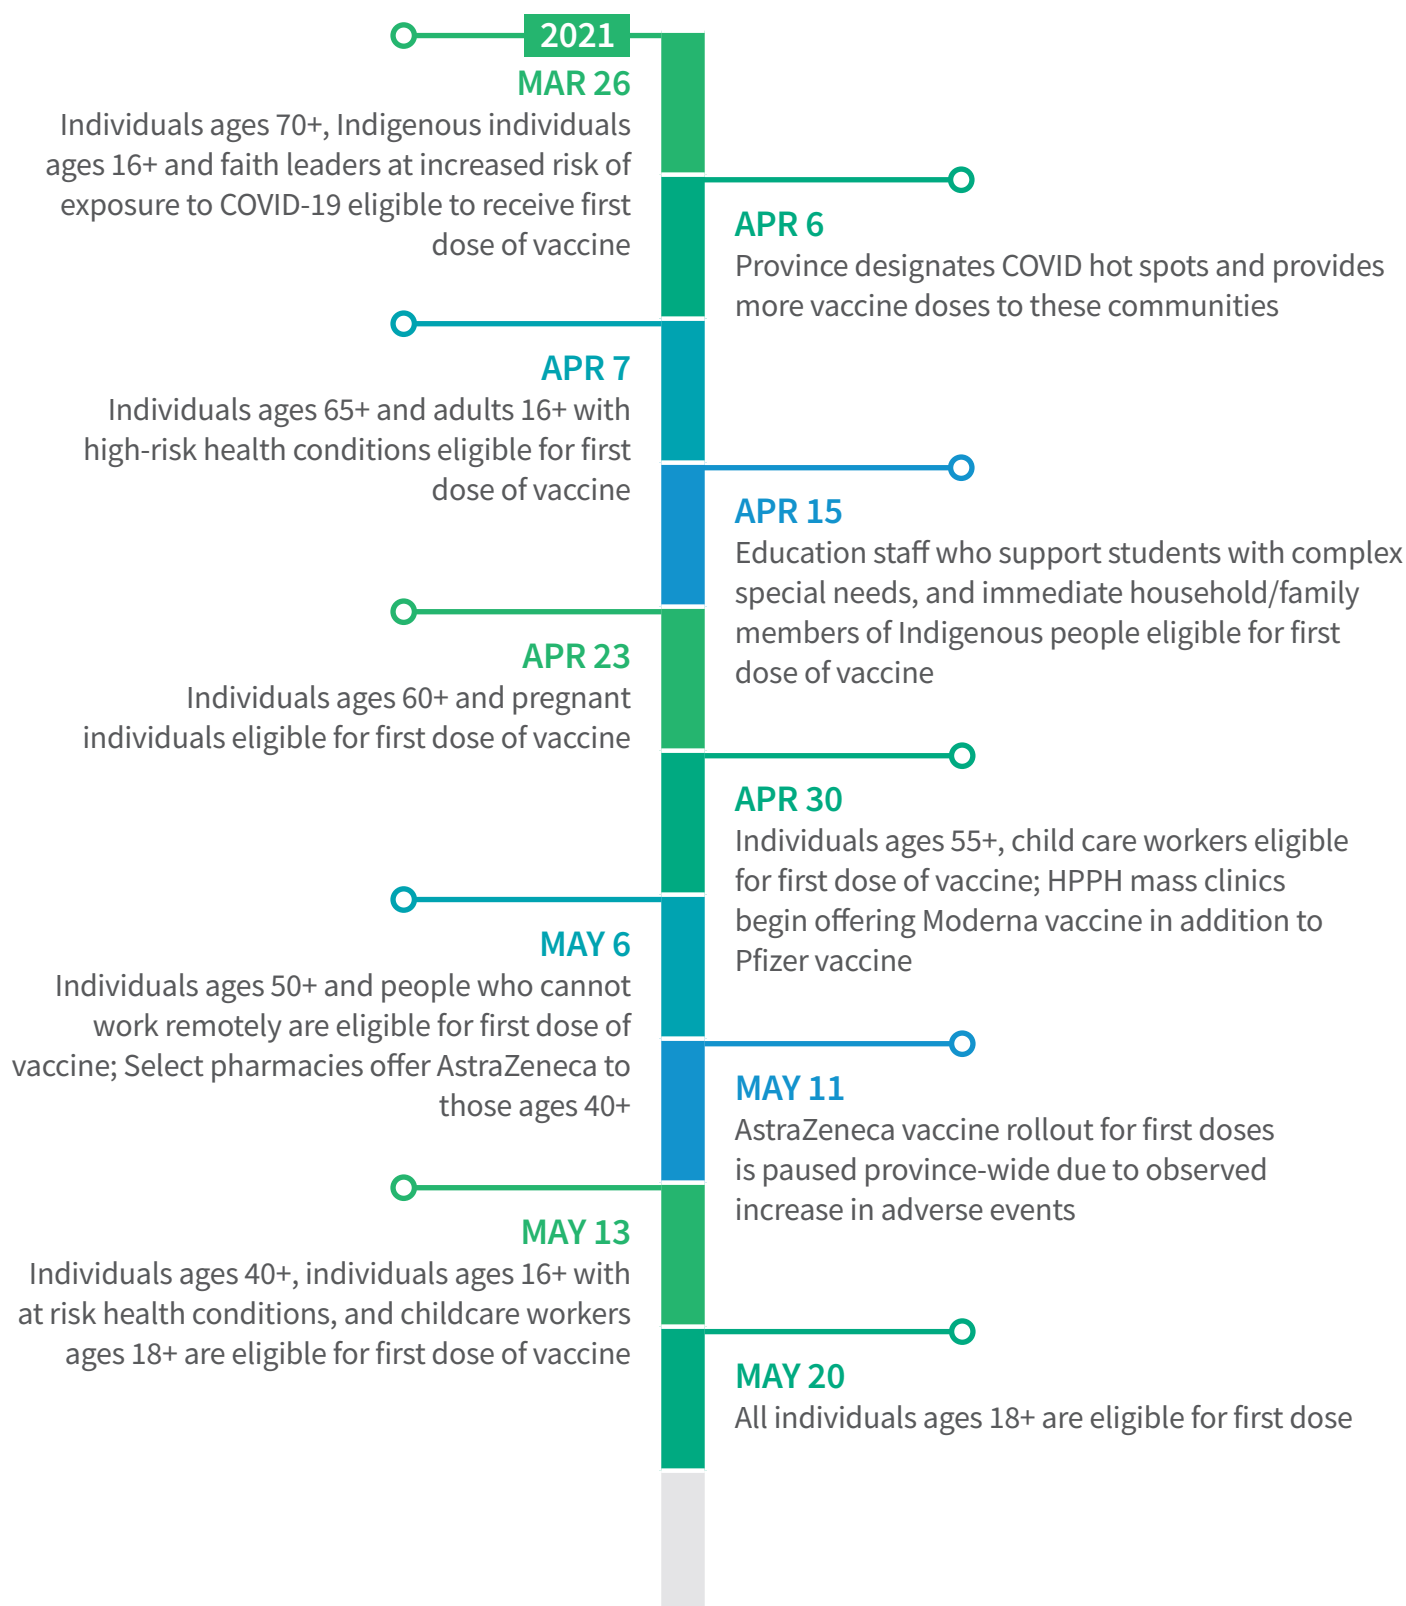 2021
MAR 26
Individuals ages 70+, Indigenous individuals
ages 16+ and faith leaders at increased risk of
exposure to COVID-19 eligible to receive first
dose of vaccine
APR 6
Province designates COVID hot spots and provides
more vaccine doses to these communities
APR 7
Individuals ages 65+ and adults 16+ with
high-risk health conditions eligible for first
dose of vaccine
APR 15
Education staff who support students with complex
special needs, and immediate household/family
members of Indigenous people eligible for first
dose of vaccine
APR 23
Individuals ages 60+ and pregnant
individuals eligible for first dose of vaccine
APR 30
Individuals ages 55+, child care workers eligible
for first dose of vaccine; HPPH mass clinics
begin offering Moderna vaccine in addition to
Pfizer vaccine
MAY 6
Individuals ages 50+ and people who cannot
work remotely are eligible for first dose of
vaccine; Select pharmacies offer AstraZeneca to
those ages 40+
MAY 11
AstraZeneca vaccine rollout for first doses
is paused province-wide due to observed
increase in adverse events
MAY 13
Individuals ages 40+, individuals ages 16+ with
at risk health conditions, and childcare workers
ages 18+ are eligible for first dose of vaccine
MAY 20
All individuals ages 18+ are eligible for first dose